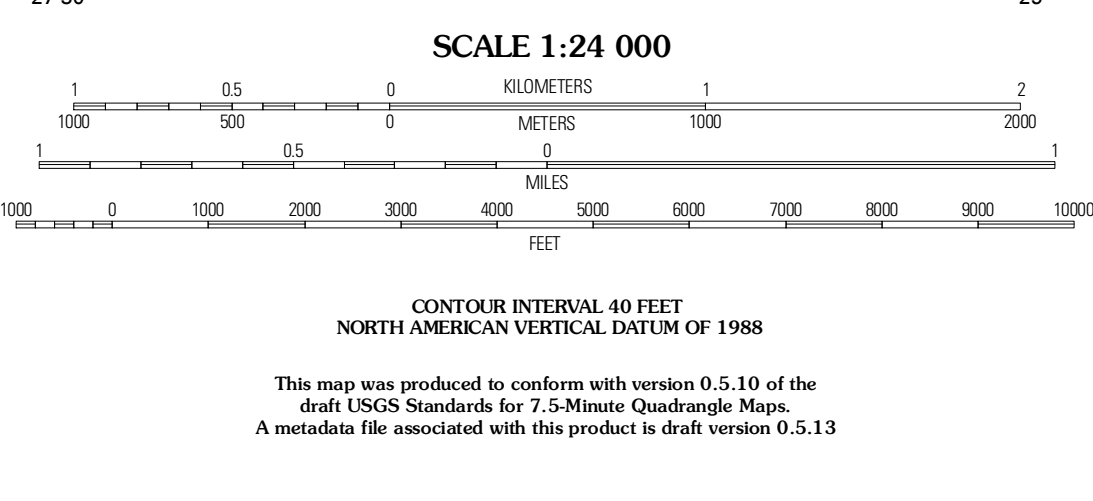 SCALE 1:24 000
1 0.5 0 KILOMETERS 1 2
1000 500 0 METERS 1000 2000
1 0.5 0 1
MILES
1000 0 1000 2000 3000 4000 5000 6000 7000 8000 9000 10000
FEET
CONTOUR INTERVAL 40 FEET
NORTH AMERICAN VERTICAL DATUM OF 1988
This map was produced to conform with version 0.5.10 of the
draft USGS Standards for 7.5-Minute Quadrangle Maps.
A metadata file associated with this product is draft version 0.5.13